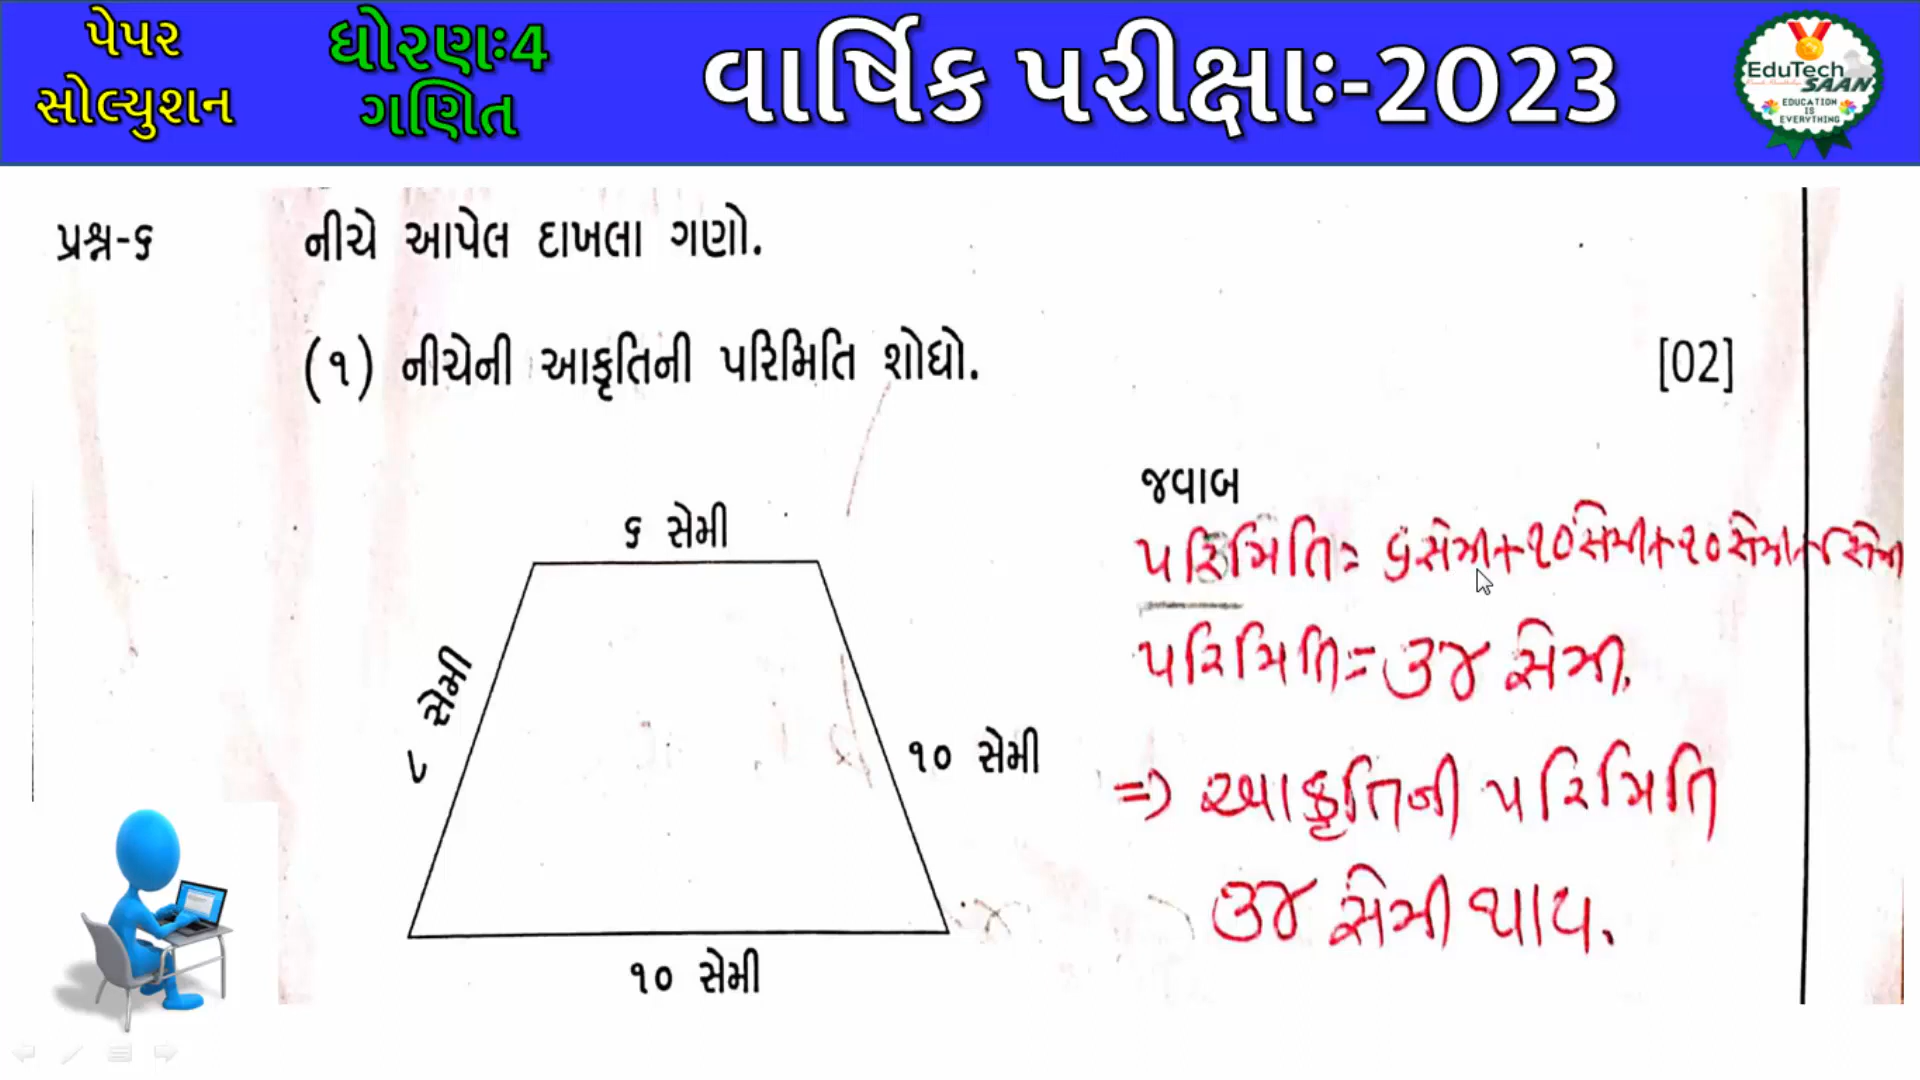 પેપર
સોલ્યુશન
ધોરણઃ4
ગણિત
વાર્ષિક પરીક્ષાઃ-2023
EduTech
SAAN
EDUCATION
IS
EVERYTHING
પ્રશ્ન-૬ નીચે આપેલ દાખલા ગણો.
(૧) નીચેની આકૃતિની પરિમિતિ શોધો. [02]
૬ સેમી
૮ સેમી
૧૦ સેમી
૧૦ સેમી
જવાબ
પરિમિતિ= ૬સેમી+૧૦સેમી+૧૦સેમી+૮સેમી
પરિમિતિ= ૩૪ સેમી.
=> આકૃતિની પરિમિતિ
૩૪ સેમી થાય.